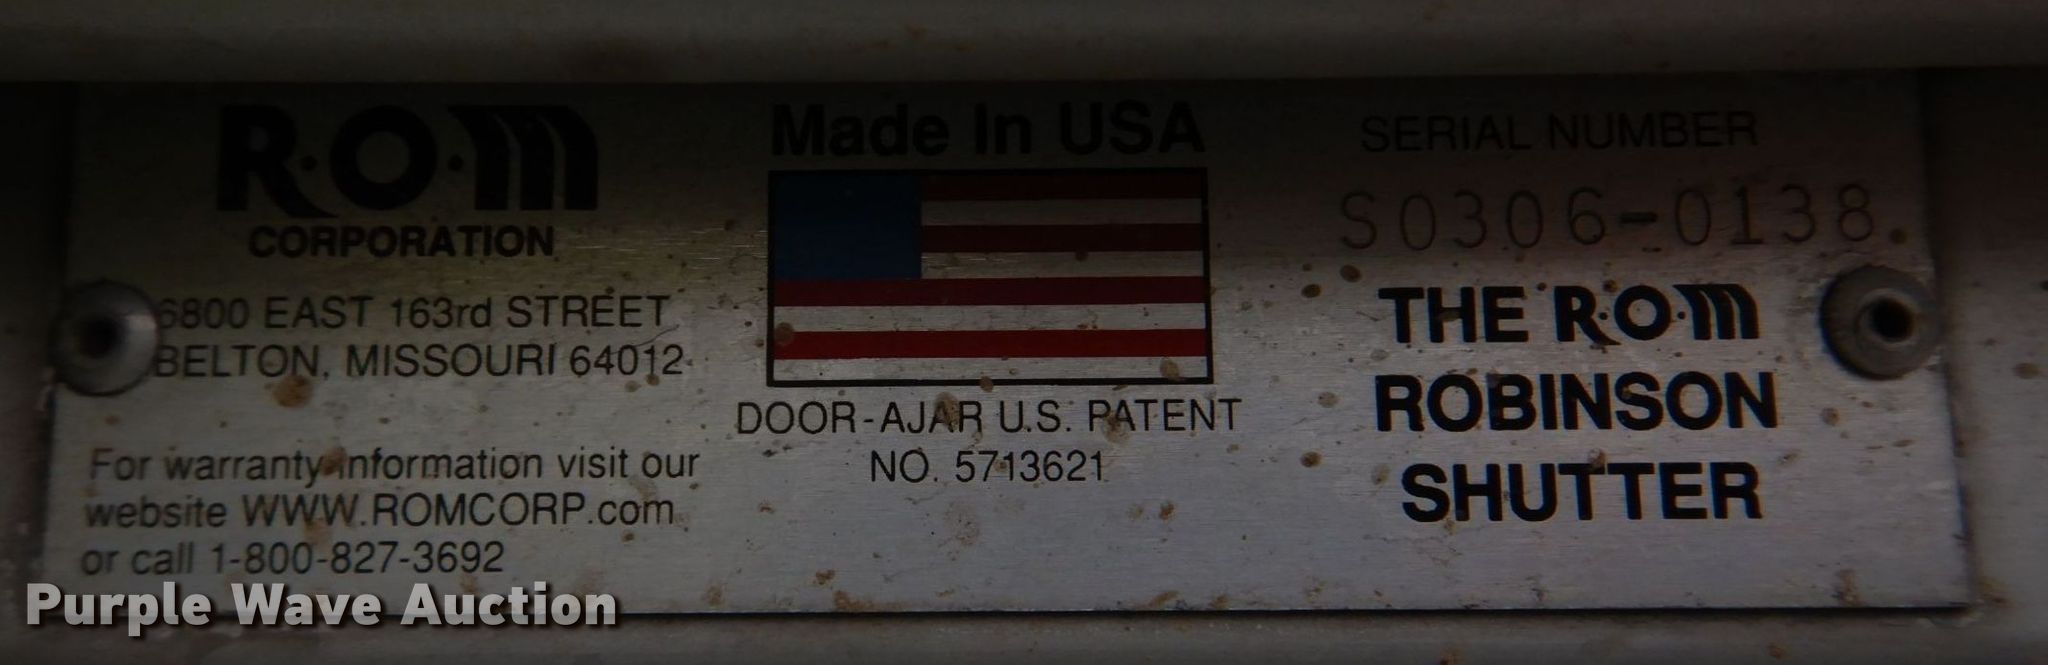 R·O·M
CORPORATION
6800 EAST 163rd STREET
BELTON, MISSOURI 64012
For warranty information visit our
website WWW.ROMCORP.com
or call 1-800-827-3692
Made In USA
DOOR-AJAR U.S. PATENT
NO. 5713621
SERIAL NUMBER
S0306-0138
THE R·O·M
ROBINSON
SHUTTER
Purple Wave Auction